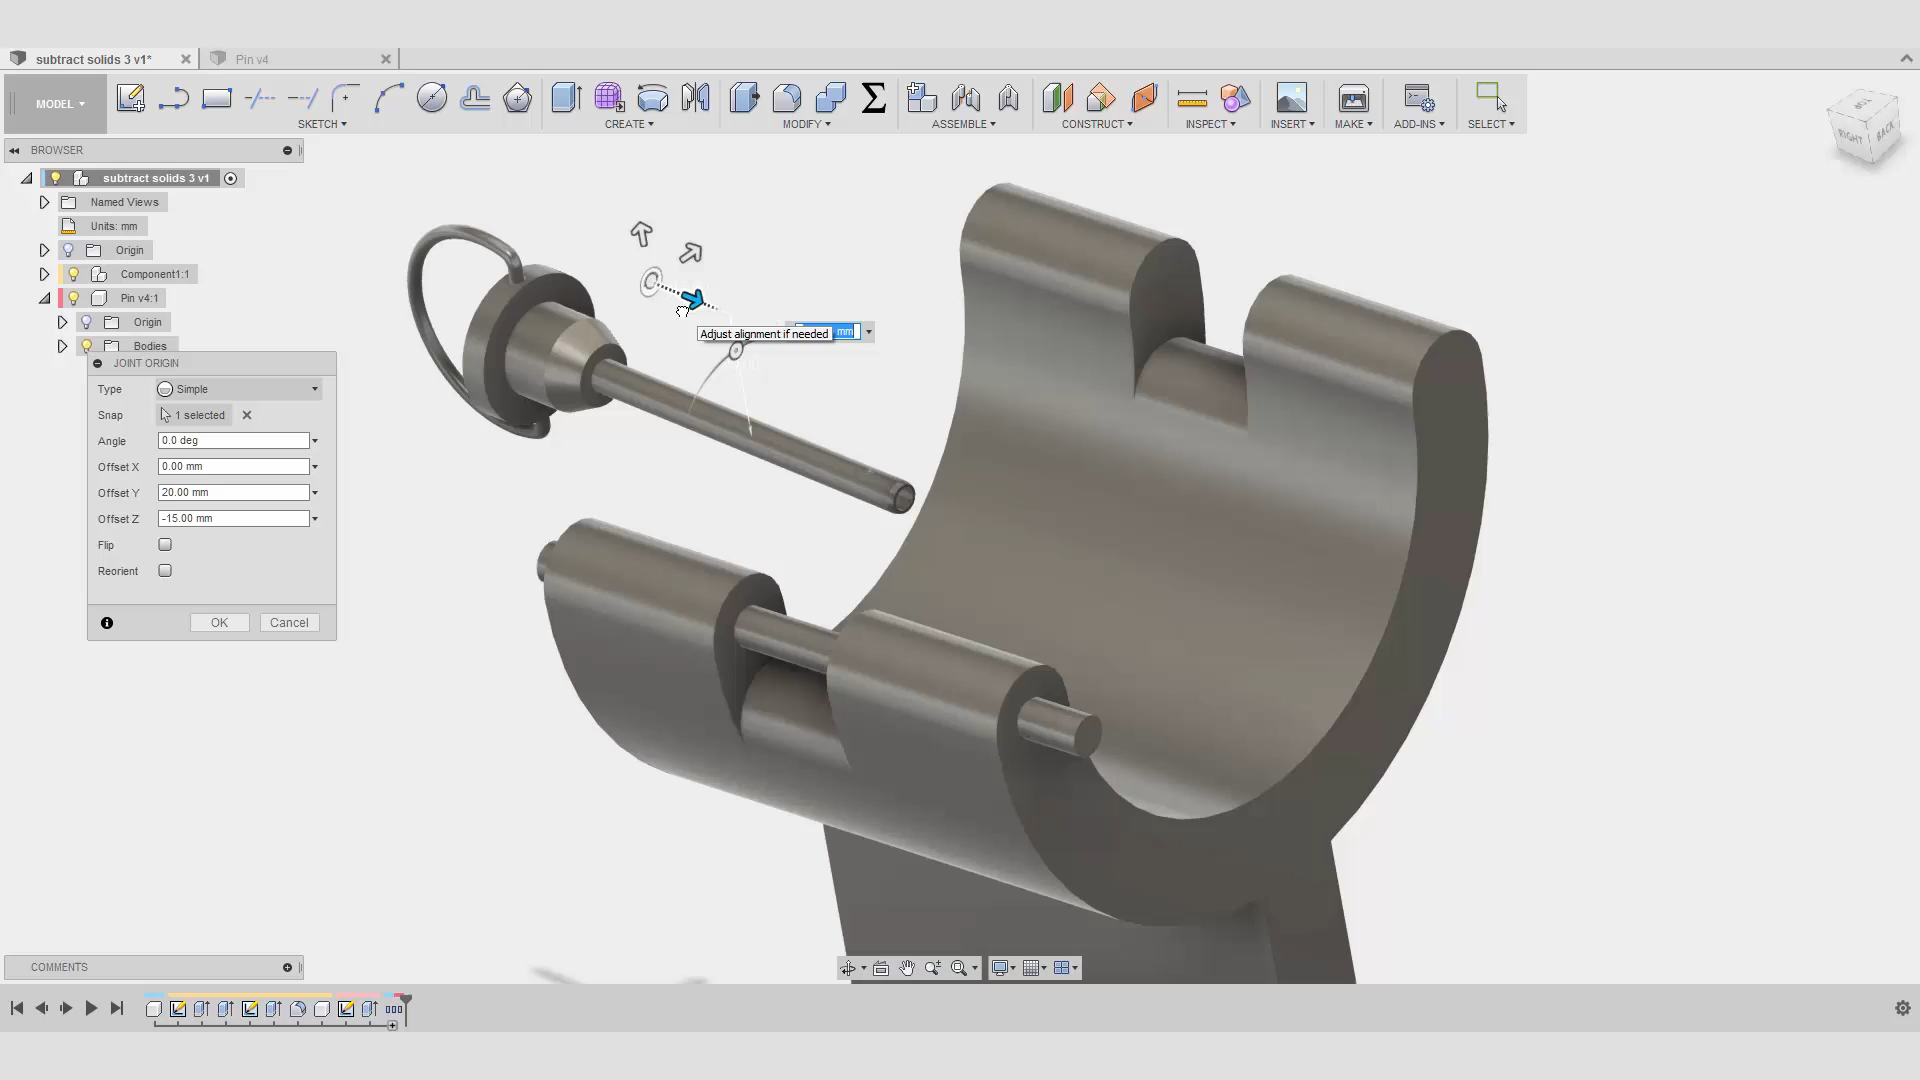 subtract solids 3 v1*
Pin v4
MODEL
SKETCH
CREATE
MODIFY
ASSEMBLE
CONSTRUCT
INSPECT
INSERT
MAKE
ADD-INS
SELECT
TOP
RIGHT
BACK
BROWSER
subtract solids 3 v1
Named Views
Units: mm
Origin
Component1:1
Pin v4:1
Origin
Bodies
JOINT ORIGIN
Type
Simple
Snap
1 selected
Angle
0.0 deg
Offset X
0.00 mm
Offset Y
20.00 mm
Offset Z
-15.00 mm
Flip
Reorient
OK
Cancel
Adjust alignment if needed
mm
COMMENTS